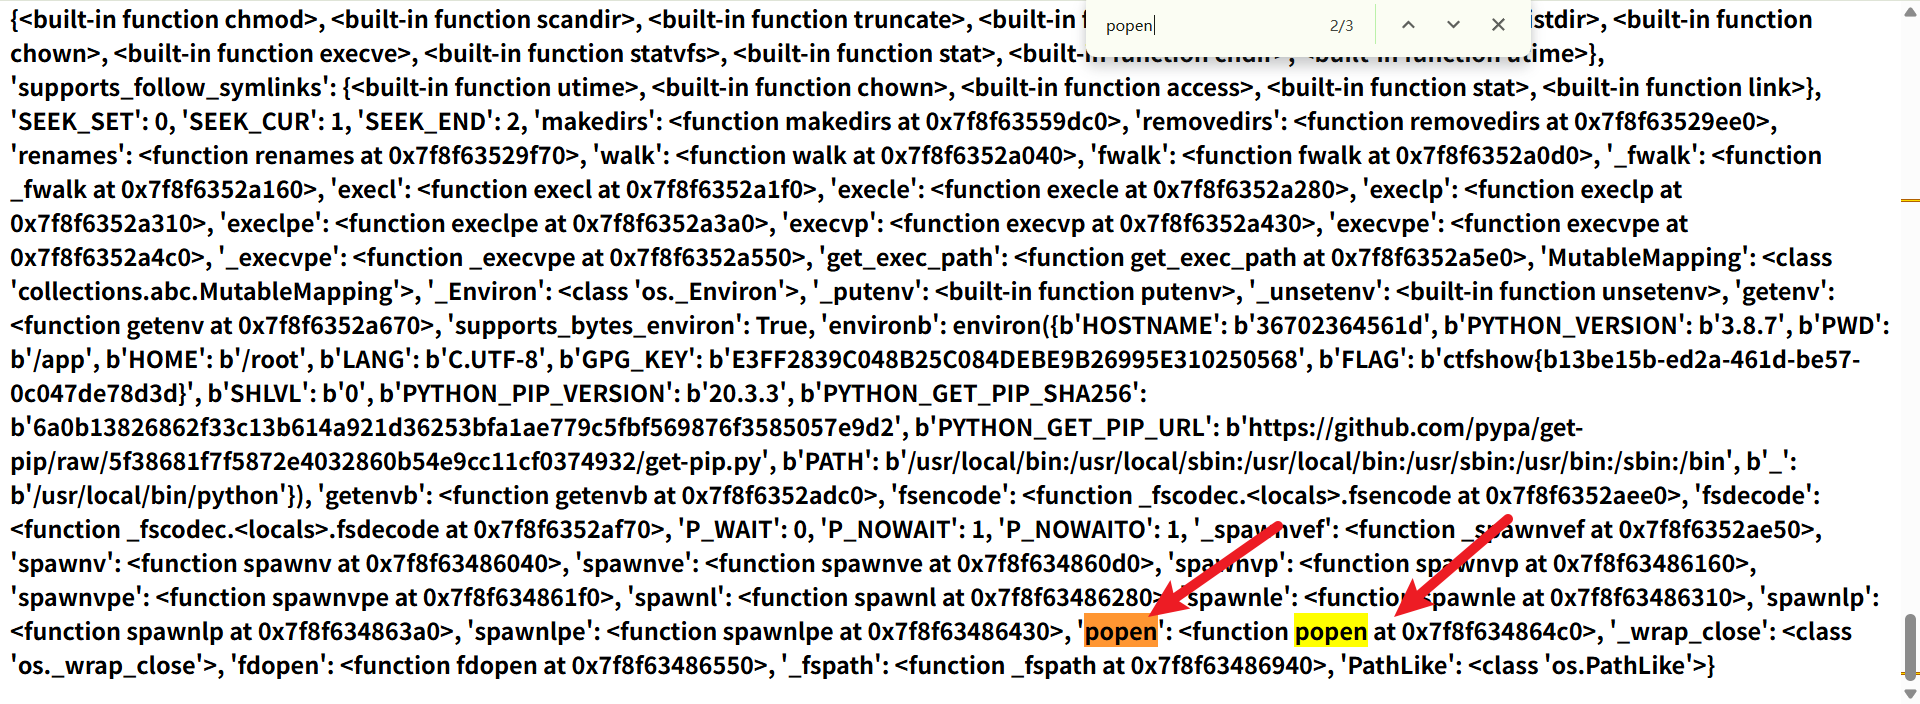 {<built-in function chmod>, <built-in function scandir>, <built-in function truncate>, <built-in f
popen
2/3
istdir>, <built-in function
chown>, <built-in function execve>, <built-in function statvfs>, <built-in function stat>, <built-in function chdir>, <built-in function utime>},
'supports_follow_symlinks': {<built-in function utime>, <built-in function chown>, <built-in function access>, <built-in function stat>, <built-in function link>},
'SEEK_SET': 0, 'SEEK_CUR': 1, 'SEEK_END': 2, 'makedirs': <function makedirs at 0x7f8f63559dc0>, 'removedirs': <function removedirs at 0x7f8f63529ee0>,
'renames': <function renames at 0x7f8f63529f70>, 'walk': <function walk at 0x7f8f6352a040>, 'fwalk': <function fwalk at 0x7f8f6352a0d0>, '_fwalk': <function
_fwalk at 0x7f8f6352a160>, 'execl': <function execl at 0x7f8f6352a1f0>, 'execle': <function execle at 0x7f8f6352a280>, 'execlp': <function execlp at
0x7f8f6352a310>, 'execlpe': <function execlpe at 0x7f8f6352a3a0>, 'execvp': <function execvp at 0x7f8f6352a430>, 'execvpe': <function execvpe at
0x7f8f6352a4c0>, '_execvpe': <function _execvpe at 0x7f8f6352a550>, 'get_exec_path': <function get_exec_path at 0x7f8f6352a5e0>, 'MutableMapping': <class
'collections.abc.MutableMapping'>, '_Environ': <class 'os._Environ'>, '_putenv': <built-in function putenv>, '_unsetenv': <built-in function unsetenv>, 'getenv':
<function getenv at 0x7f8f6352a670>, 'supports_bytes_environ': True, 'environb': environ({b'HOSTNAME': b'36702364561d', b'PYTHON_VERSION': b'3.8.7', b'PWD':
b'/app', b'HOME': b'/root', b'LANG': b'C.UTF-8', b'GPG_KEY': b'E3FF2839C048B25C084DEBE9B26995E310250568', b'FLAG': b'ctfshow{b13be15b-ed2a-461d-be57-
0c047de78d3d}', b'SHLVL': b'0', b'PYTHON_PIP_VERSION': b'20.3.3', b'PYTHON_GET_PIP_SHA256':
b'6a0b13826862f33c13b614a921d36253bfa1ae779c5fbf569876f3585057e9d2', b'PYTHON_GET_PIP_URL': b'https://github.com/pypa/get-
pip/raw/5f38681f7f5872e4032860b54e9cc11cf0374932/get-pip.py', b'PATH': b'/usr/local/bin:/usr/local/sbin:/usr/local/bin:/usr/sbin:/usr/bin:/sbin:/bin', b'_':
b'/usr/local/bin/python'}), 'getenvb': <function getenvb at 0x7f8f6352adc0>, 'fsencode': <function _fscodec.<locals>.fsencode at 0x7f8f6352aee0>, 'fsdecode':
<function _fscodec.<locals>.fsdecode at 0x7f8f6352af70>, 'P_WAIT': 0, 'P_NOWAIT': 1, 'P_NOWAITO': 1, '_spawnvef': <function _spawnvef at 0x7f8f6352ae50>,
'spawnv': <function spawnv at 0x7f8f63486040>, 'spawnve': <function spawnve at 0x7f8f634860d0>, 'spawnvp': <function spawnvp at 0x7f8f63486160>,
'spawnvpe': <function spawnvpe at 0x7f8f634861f0>, 'spawnl': <function spawnl at 0x7f8f63486280>, 'spawnle': <function spawnle at 0x7f8f63486310>, 'spawnlp':
<function spawnlp at 0x7f8f634863a0>, 'spawnlpe': <function spawnlpe at 0x7f8f63486430>, 'popen': <function popen at 0x7f8f634864c0>, '_wrap_close': <class
'os._wrap_close'>, 'fdopen': <function fdopen at 0x7f8f63486550>, '_fspath': <function _fspath at 0x7f8f63486940>, 'PathLike': <class 'os.PathLike'>}